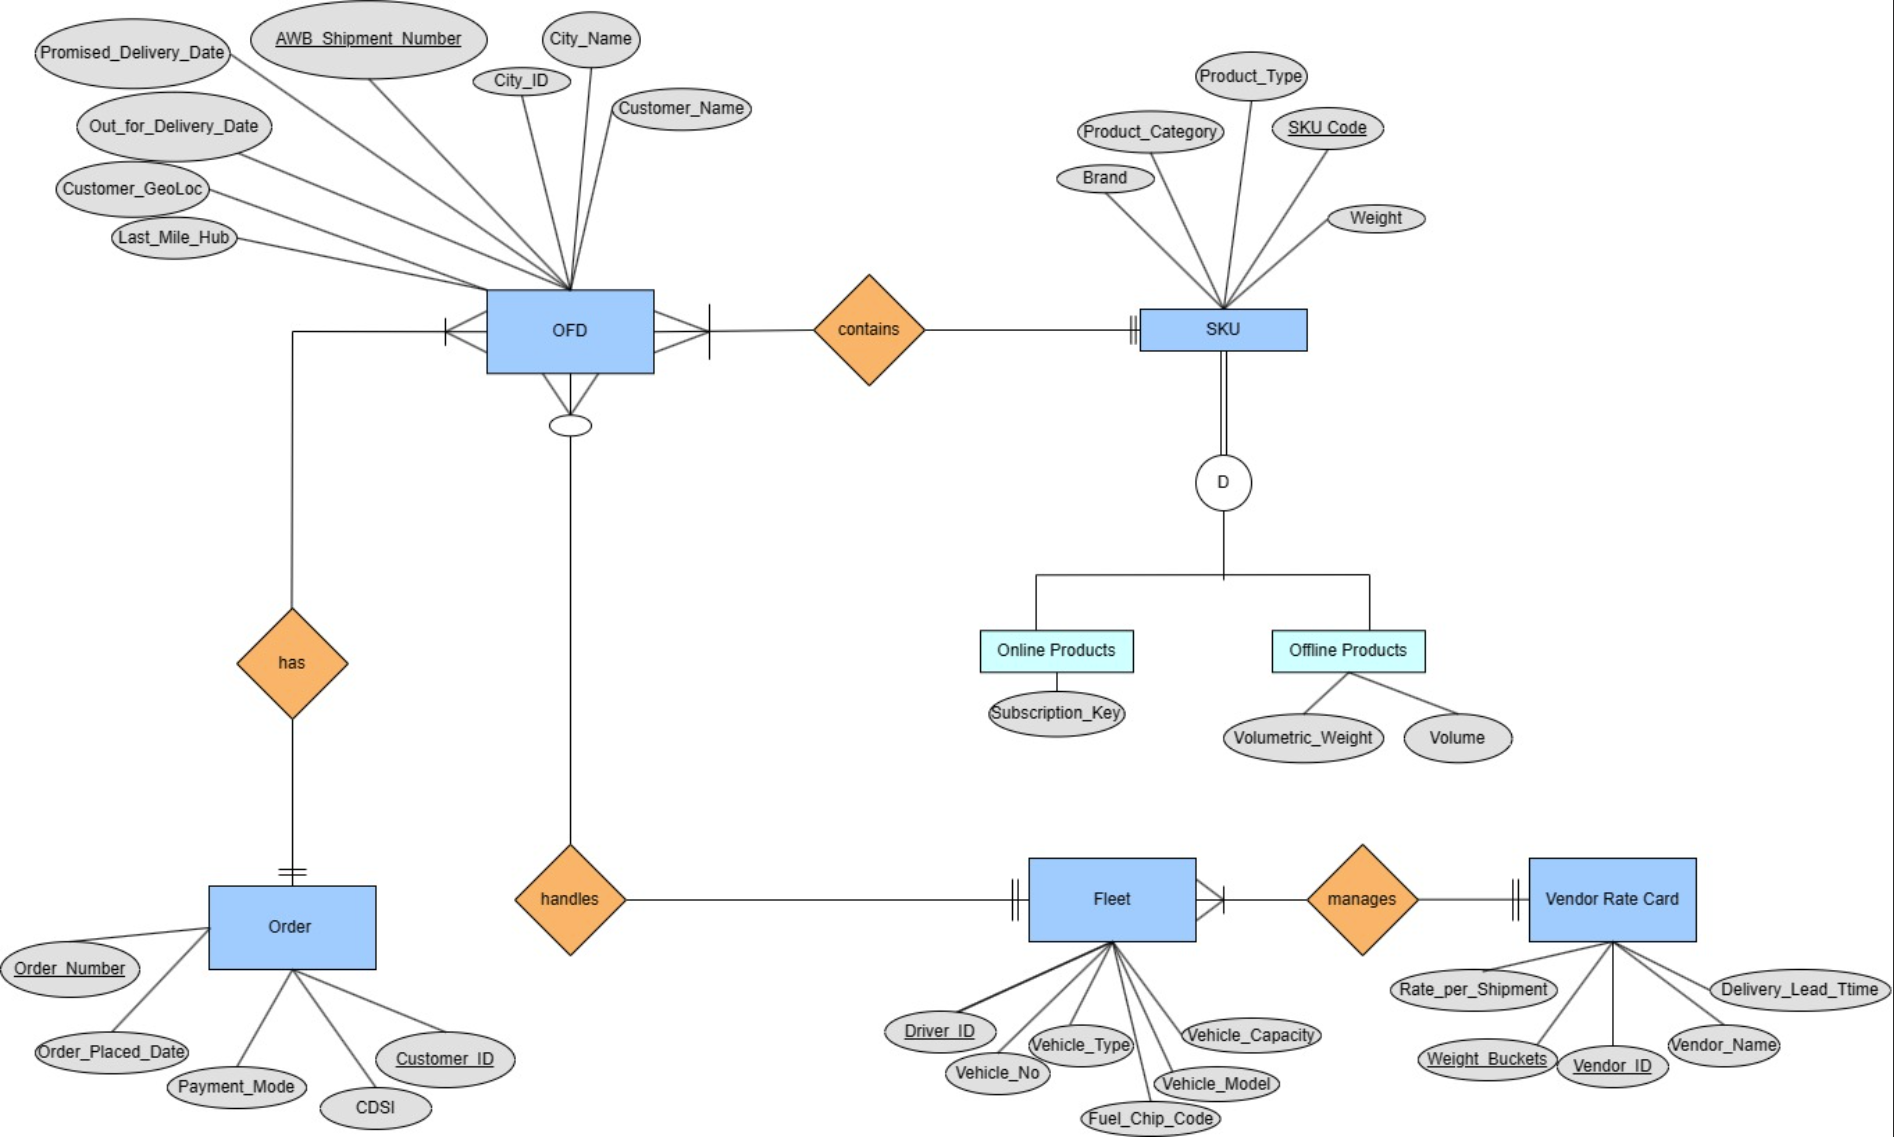 AWB_Shipment_Number
City_Name
Promised_Delivery_Date
City_ID
Product_Type
Customer_Name
Out_for_Delivery_Date
Product_Category
SKU Code
Brand
Customer_GeoLoc
Weight
Last_Mile_Hub
OFD
contains
SKU
D
has
Online Products
Offline Products
Subscription_Key
Volumetric_Weight
Volume
handles
Fleet
manages
Vendor Rate Card
Order
Order_Number
Rate_per_Shipment
Delivery_Lead_Ttime
Driver_ID
Vehicle_Capacity
Vehicle_Type
Vendor_Name
Order_Placed_Date
Customer_ID
Weight_Buckets
Vendor_ID
Vehicle_No
Payment_Mode
Vehicle_Model
CDSI
Fuel_Chip_Code